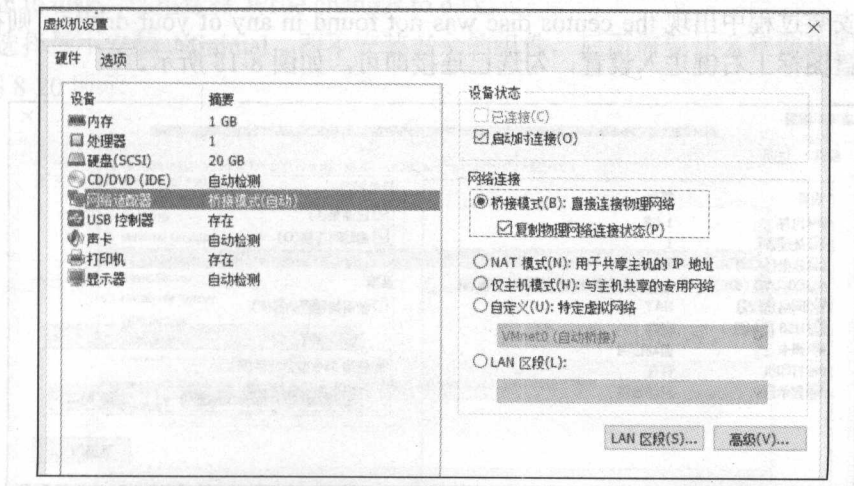 虚拟机设置
硬件 选项
设备 摘要
内存 1 GB
处理器 1
硬盘(SCSI) 20 GB
CD/DVD (IDE) 自动检测
网络适配器 桥接模式(自动)
USB 控制器 存在
声卡 自动检测
打印机 存在
显示器 自动检测
设备状态
已连接(C)
启动时连接(O)
网络连接
桥接模式(B): 直接连接物理网络
复制物理网络连接状态(P)
NAT 模式(N): 用于共享主机的 IP 地址
仅主机模式(H): 与主机共享的专用网络
自定义(U): 特定虚拟网络
VMnet0 (自动桥接)
LAN 区段(L):
LAN 区段(S)... 高级(V)...